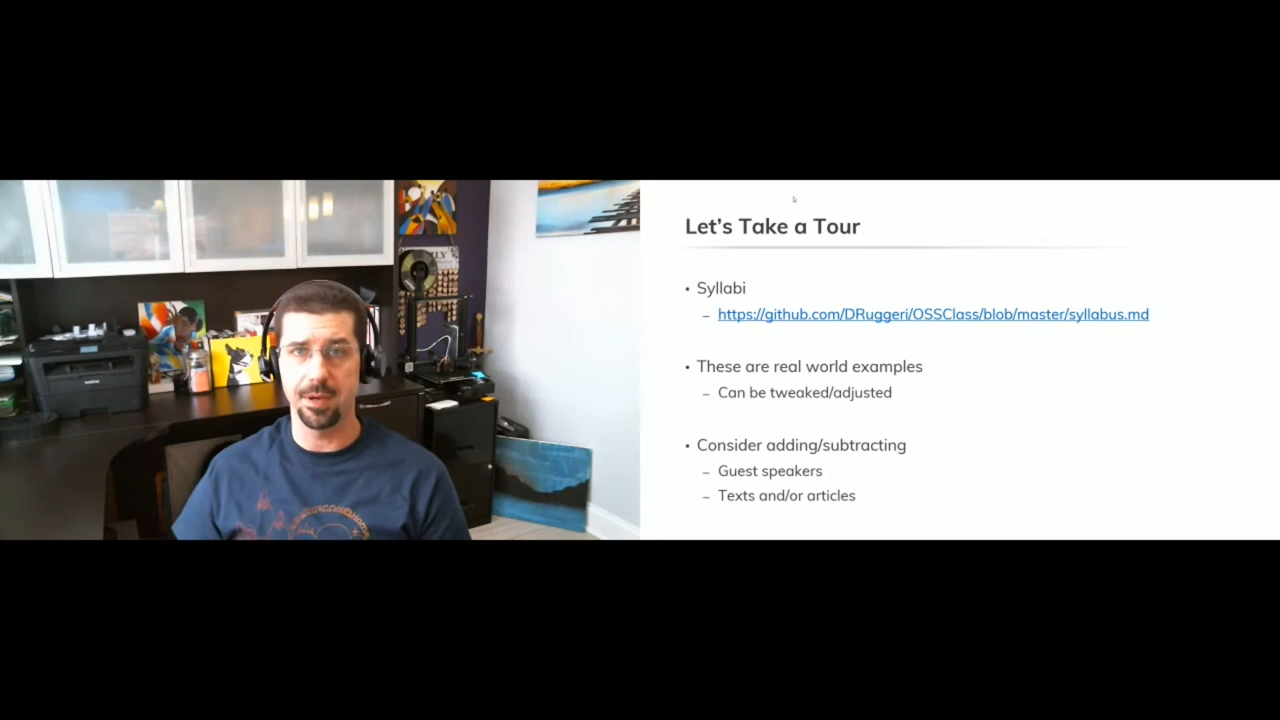 Let's Take a Tour
• Syllabi
– https://github.com/DRuggeri/OSSClass/blob/master/syllabus.md
• These are real world examples
– Can be tweaked/adjusted
• Consider adding/subtracting
– Guest speakers
– Texts and/or articles